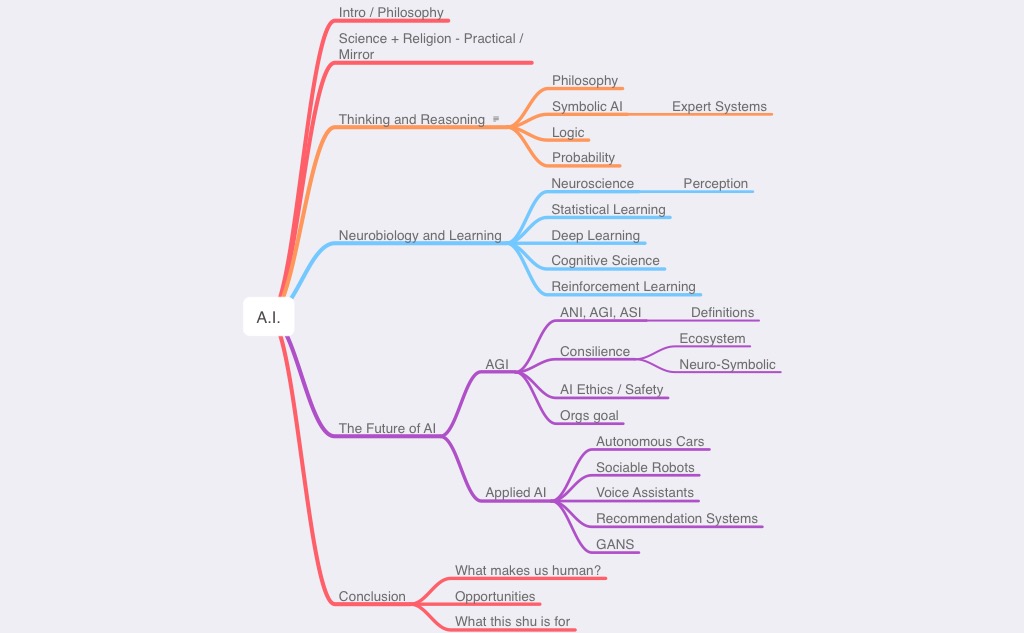 Intro / Philosophy
Science + Religion - Practical /
Mirror
Thinking and Reasoning
Philosophy
Symbolic AI
Expert Systems
Logic
Probability
Neurobiology and Learning
Neuroscience
Perception
Statistical Learning
Deep Learning
Cognitive Science
Reinforcement Learning
A.I.
The Future of AI
AGI
ANI, AGI, ASI
Definitions
Consilience
Ecosystem
Neuro-Symbolic
AI Ethics / Safety
Orgs goal
Applied AI
Autonomous Cars
Sociable Robots
Voice Assistants
Recommendation Systems
GANS
Conclusion
What makes us human?
Opportunities
What this shu is for